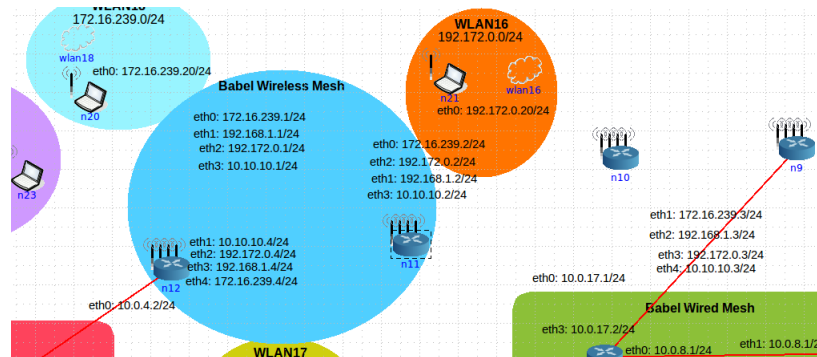 172.16.239.0/24
wlan18
eth0: 172.16.239.20/24
n20
WLAN16
192.172.0.0/24
n21
wlan16
eth0: 192.172.0.20/24
Babel Wireless Mesh
eth0: 172.16.239.1/24
eth1: 192.168.1.1/24
eth2: 192.172.0.1/24
eth3: 10.10.10.1/24
eth0: 172.16.239.2/24
eth2: 192.172.0.2/24
eth1: 192.168.1.2/24
eth3: 10.10.10.2/24
n10
n9
n23
n11
eth1: 172.16.239.3/24
eth2: 192.168.1.3/24
eth3: 192.172.0.3/24
eth4: 10.10.10.3/24
eth1: 10.10.10.4/24
eth2: 192.172.0.4/24
eth3: 192.168.1.4/24
eth4: 172.16.239.4/24
n12
eth0: 10.0.4.2/24
eth0: 10.0.17.1/24
Babel Wired Mesh
eth3: 10.0.17.2/24
eth0: 10.0.8.1/24
eth1: 10.0.8.1/2
WLAN17